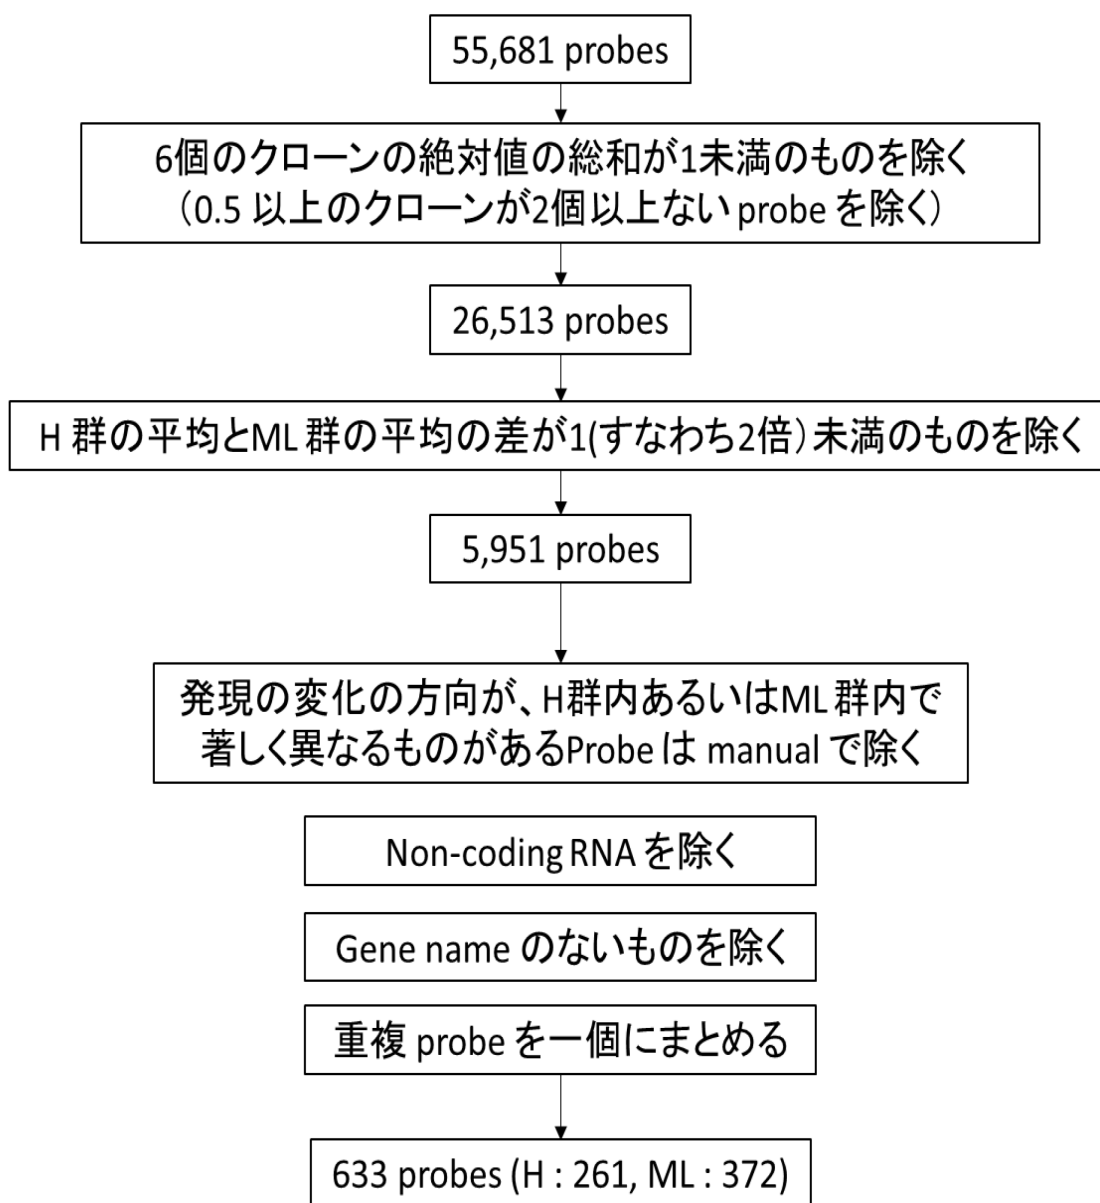 55,681 probes
6個のクローンの絶対値の総和が1未満のものを除く
（0.5 以上のクローンが2個以上ない probe を除く）
26,513 probes
H 群の平均とML 群の平均の差が1(すなわち2倍）未満のものを除く
5,951 probes
発現の変化の方向が、H群内あるいはML 群内で
著しく異なるものがあるProbe は manual で除く
Non-coding RNA を除く
Gene name のないものを除く
重複 probe を一個にまとめる
633 probes (H : 261, ML : 372)